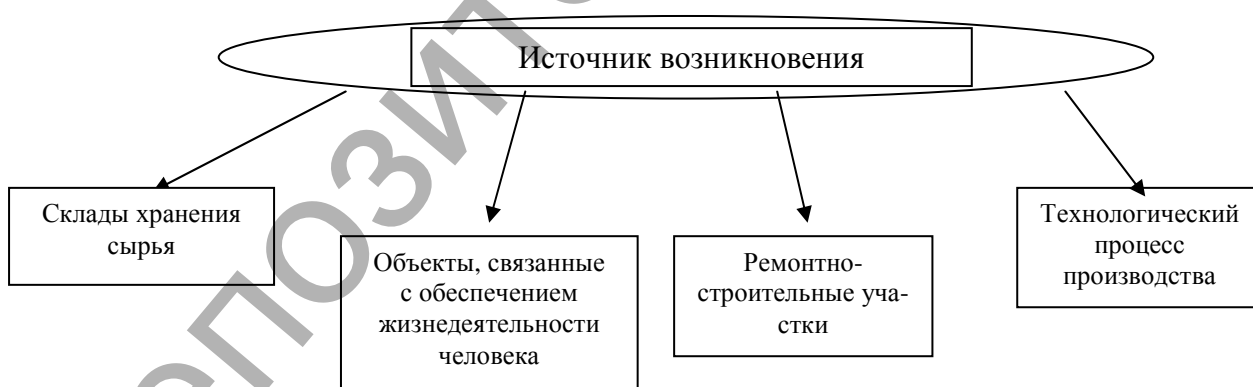 Источник возникновения
Склады хранения
сырья
Объекты, связанные
с обеспечением
жизнедеятельности
человека
Ремонтно-
строительные уча-
стки
Технологический
процесс
производства